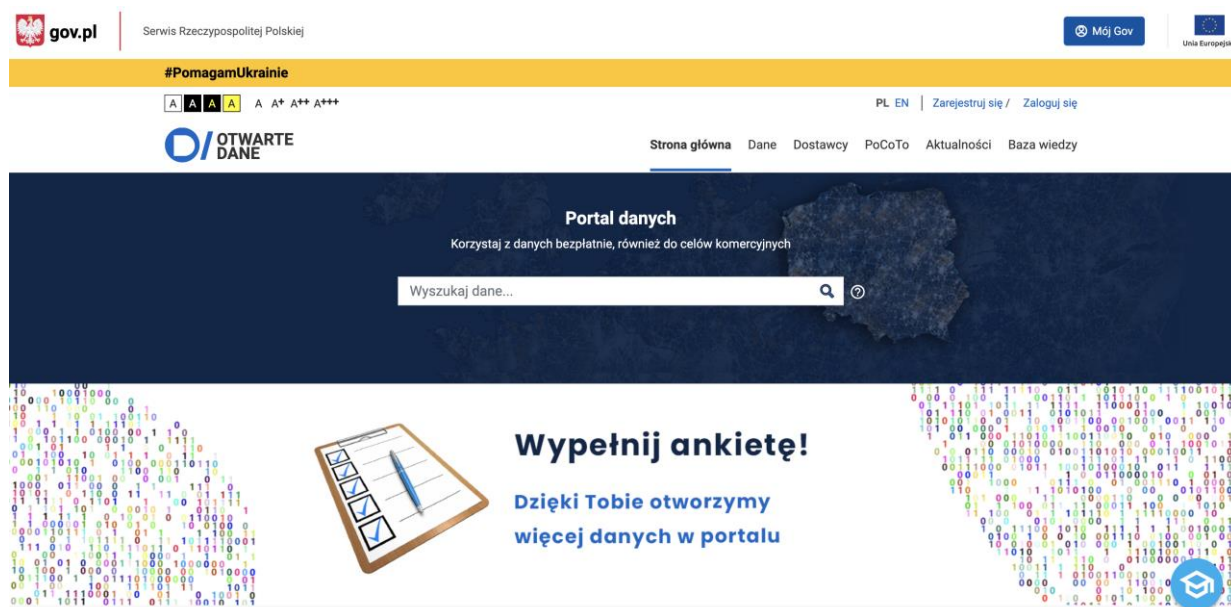 gov.pl
Serwis Rzeczypospolitej Polskiej
Mój Gov
Unia Europejsk
#PomagamUkrainie
A A A A A A+ A++ A+++
PL EN Zarejestruj się / Zaloguj się
OTWARTE
DANE
Strona główna Dane Dostawcy PoCoTo Aktualności Baza wiedzy
Portal danych
Korzystaj z danych bezpłatnie, również do celów komercyjnych
Wyszukaj dane...
Wypełnij ankietę!
Dzięki Tobie otworzymy
więcej danych w portalu